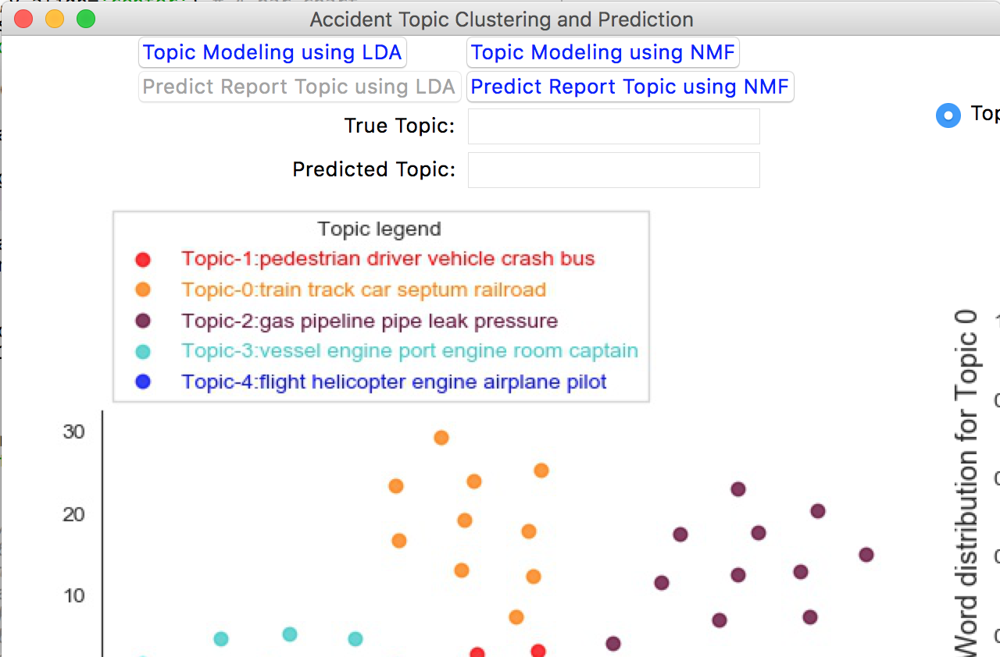 Accident Topic Clustering and Prediction
Topic Modeling using LDA
Topic Modeling using NMF
Predict Report Topic using LDA
Predict Report Topic using NMF
True Topic:
Predicted Topic:
Top
Topic legend
Topic-1:pedestrian driver vehicle crash bus
Topic-0:train track car septum railroad
Topic-2:gas pipeline pipe leak pressure
Topic-3:vessel engine port engine room captain
Topic-4:flight helicopter engine airplane pilot
30
20
10
Word distribution for Topic 0